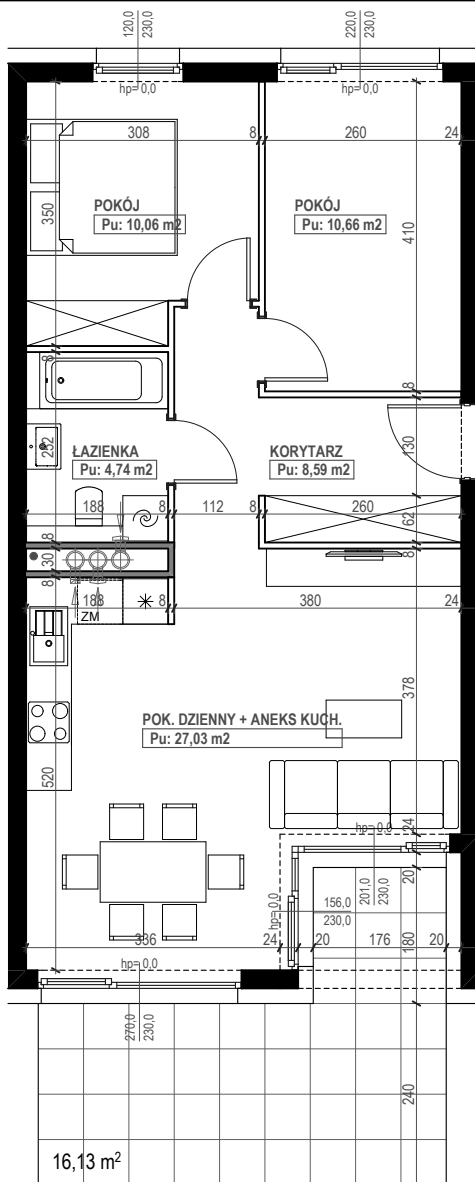 120,0
230,0
220,0
230,0
hp= 0,0
hp= 0,0
308
8
260
24
350
POKÓJ
Pu: 10,06 m2
POKÓJ
Pu: 10,66 m2
410
8
8
252
ŁAZIENKA
Pu: 4,74 m2
KORYTARZ
Pu: 8,59 m2
130
188
8
112
8
260
62
8
30
8
8
188
8
380
24
ZM
378
POK. DZIENNY + ANEKS KUCH.
Pu: 27,03 m2
520
hp= 0,0
24
20
156,0
230,0
201,0
230,0
hp= 0,0
336
24
20
176
20
180
hp= 0,0
270,0
230,0
240
16,13 m²